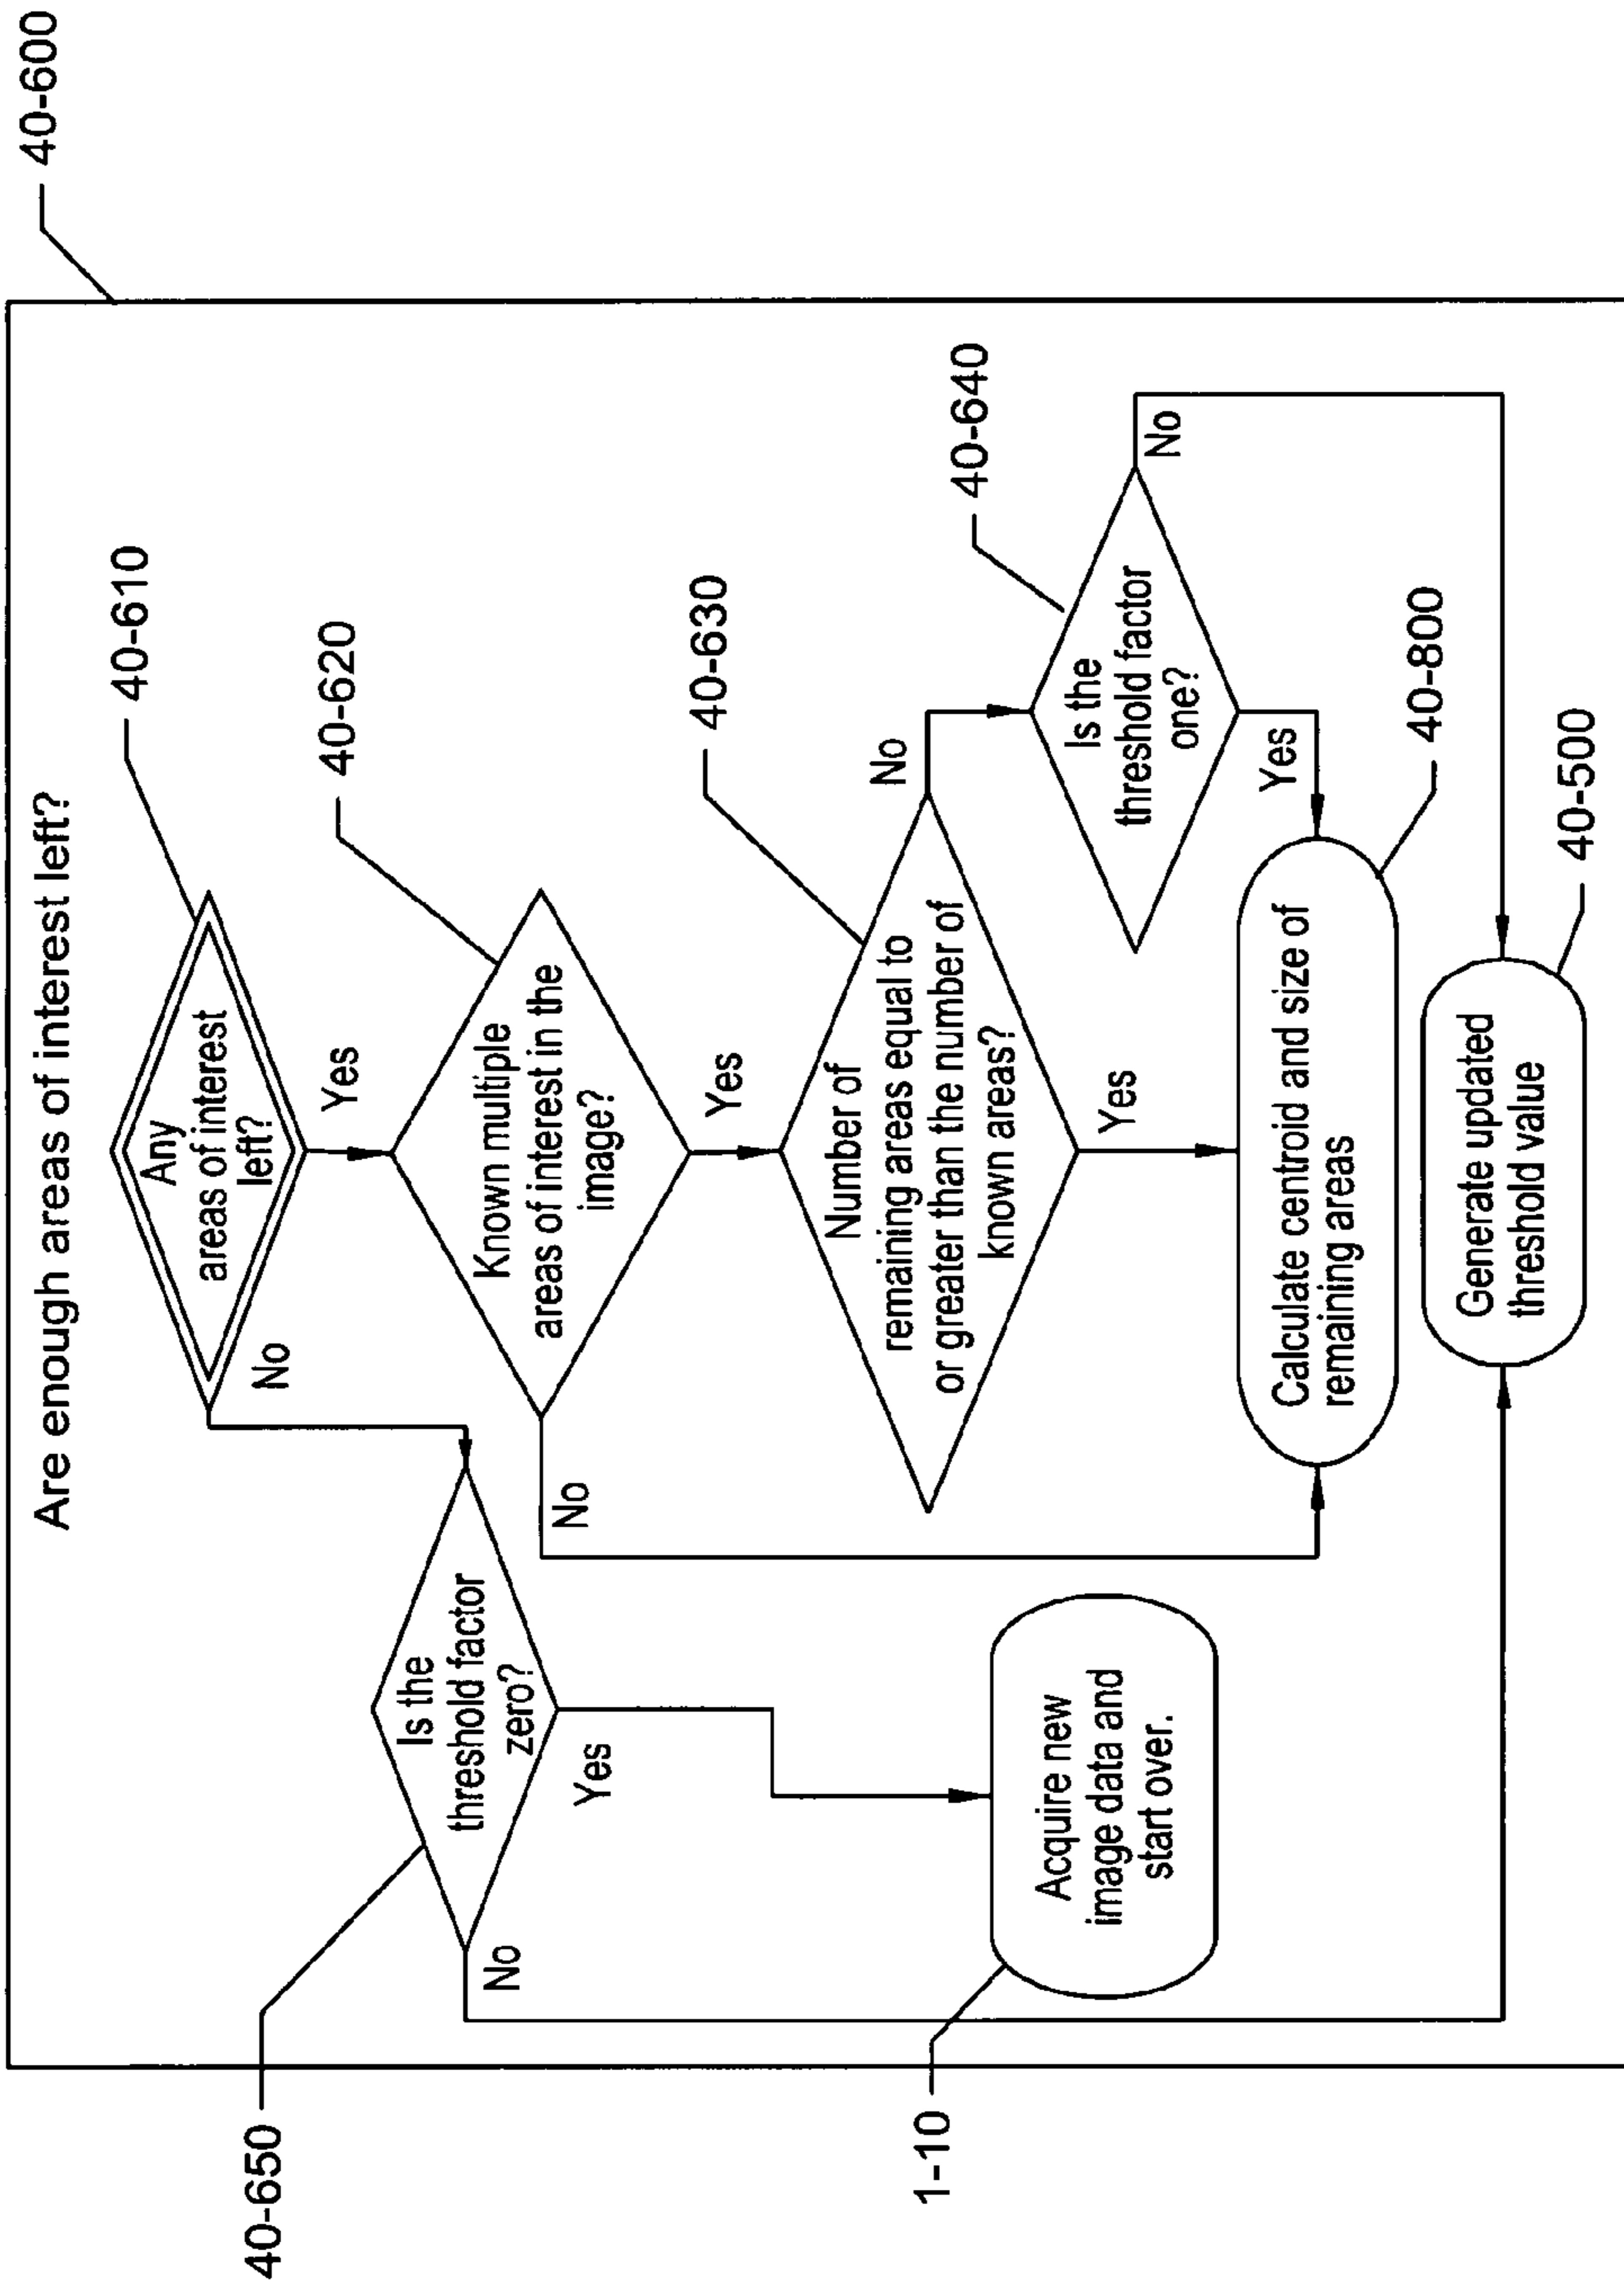 40-600
Are enough areas of interest left?
40-610
Any
areas of interest
left?
No
Yes
40-620
40-650
Is the
threshold factor
zero?
Known multiple
areas of interest in the
image?
No
Yes
No
Yes
40-630
Number of
remaining areas equal to
or greater than the number of
known areas?
No
Yes
40-640
Is the
threshold factor
one?
No
Yes
1-10
Acquire new
image data and
start over.
Calculate centroid and size of
remaining areas
40-800
Generate updated
threshold value
40-500